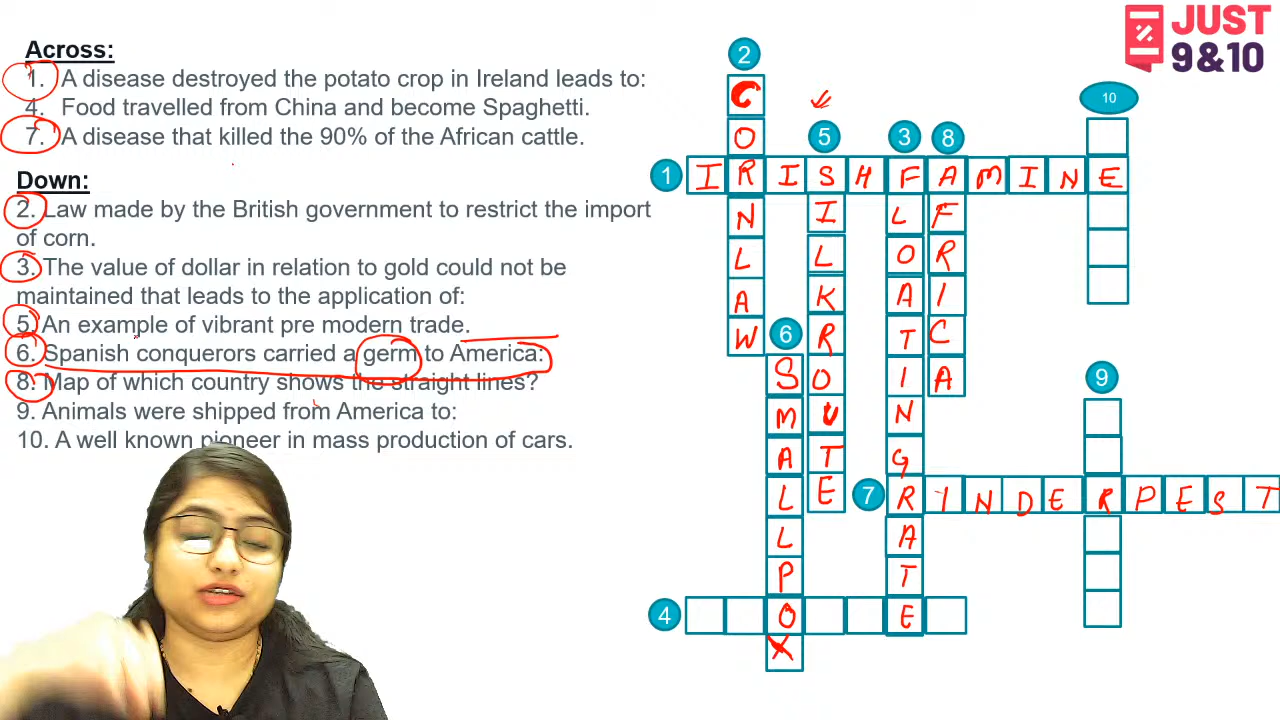 JUST
9&10
Across:
1. A disease destroyed the potato crop in Ireland leads to:
4. Food travelled from China and become Spaghetti.
7. A disease that killed the 90% of the African cattle.
Down:
2. Law made by the British government to restrict the import
of corn.
3. The value of dollar in relation to gold could not be
maintained that leads to the application of:
5. An example of vibrant pre modern trade.
6. Spanish conquerors carried a germ to America:
8. Map of which country shows the straight lines?
9. Animals were shipped from America to:
10. A well known pioneer in mass production of cars.
1 IRISHFAMINE
2 CORNLAW
3 FLOATINGRATE
4
5 SILKROUTE
6 SMALLPOX
7 RINDERPEST
8 AFRICA
9
10